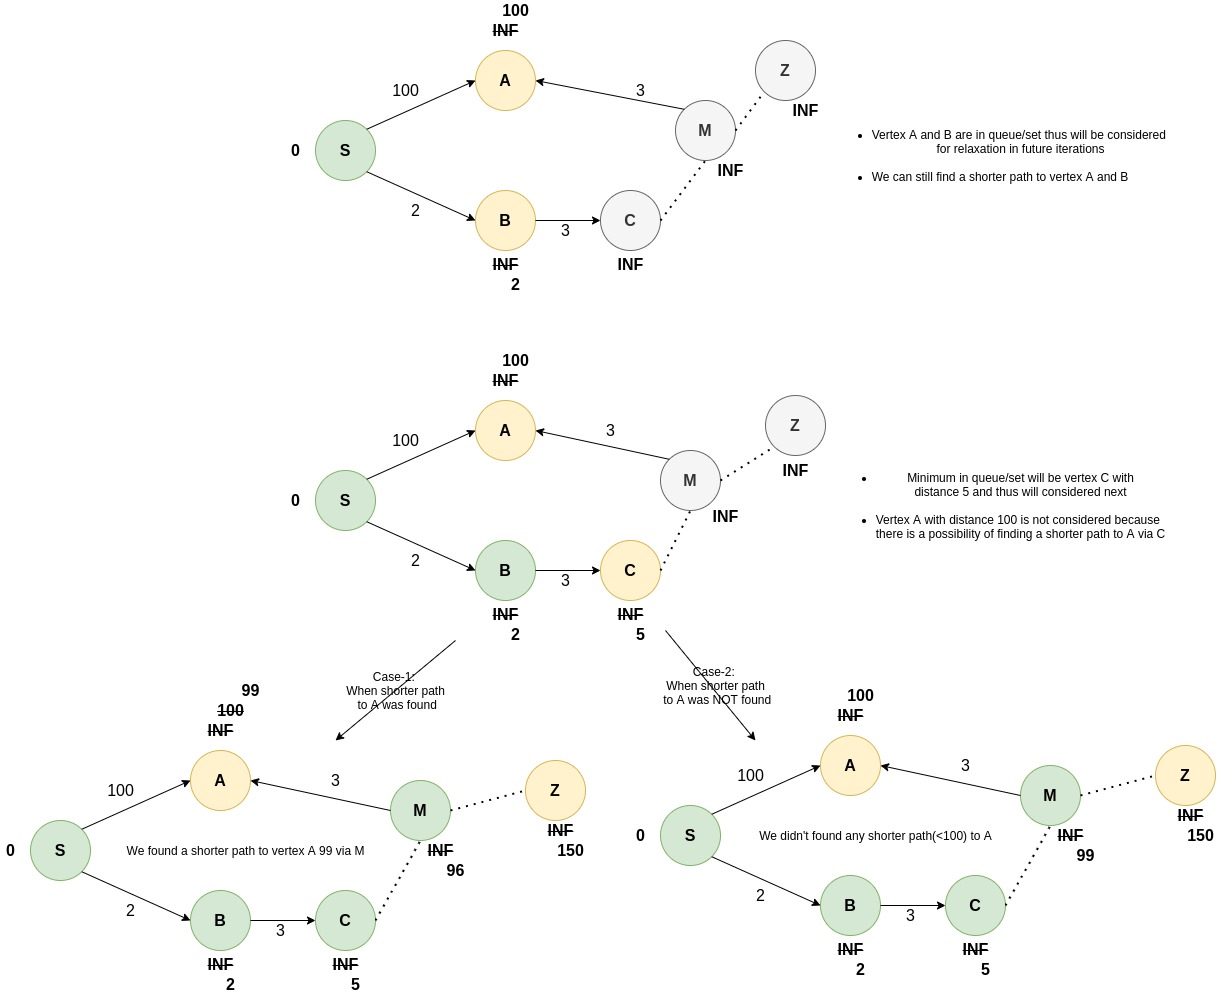 100
INF
A
Z
INF
100
3
M
INF
S
0
• Vertex A and B are in queue/set thus will be considered
for relaxation in future iterations
• We can still find a shorter path to vertex A and B
2
B
3
C
INF
INF
2
100
INF
A
Z
INF
100
3
M
INF
S
0
• Minimum in queue/set will be vertex C with
distance 5 and thus will considered next
• Vertex A with distance 100 is not considered because
there is a possibility of finding a shorter path to A via C
2
B
3
C
INF
2
INF
5
Case-1:
When shorter path
to A was found
Case-2:
When shorter path
to A was NOT found
99
100
INF
A
100
3
M
INF
96
Z
INF
150
0
S
We found a shorter path to vertex A 99 via M
2
B
3
C
INF
2
INF
5
100
INF
A
100
3
M
INF
99
Z
INF
150
0
S
We didn't found any shorter path(<100) to A
2
B
3
C
INF
2
INF
5